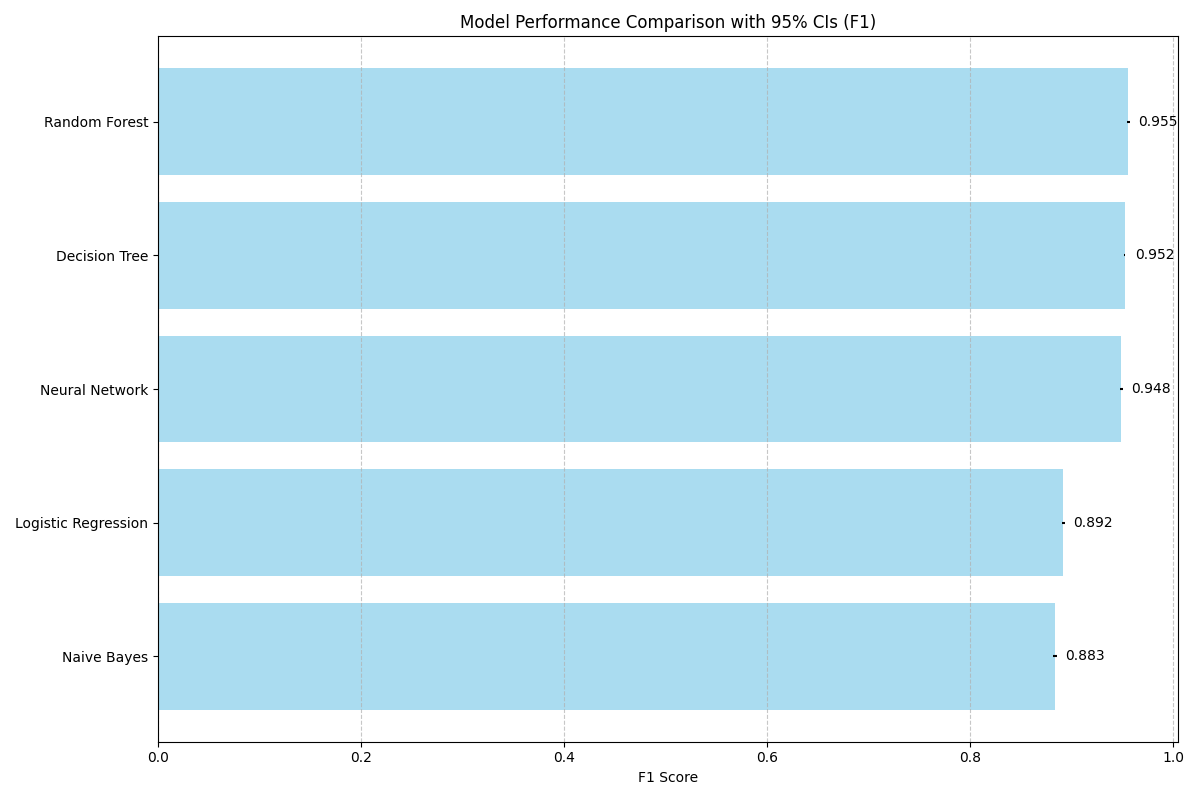 Model Performance Comparison with 95% CIs (F1)
Random Forest 0.955
Decision Tree 0.952
Neural Network 0.948
Logistic Regression 0.892
Naive Bayes 0.883
0.0 0.2 0.4 0.6 0.8 1.0
F1 Score